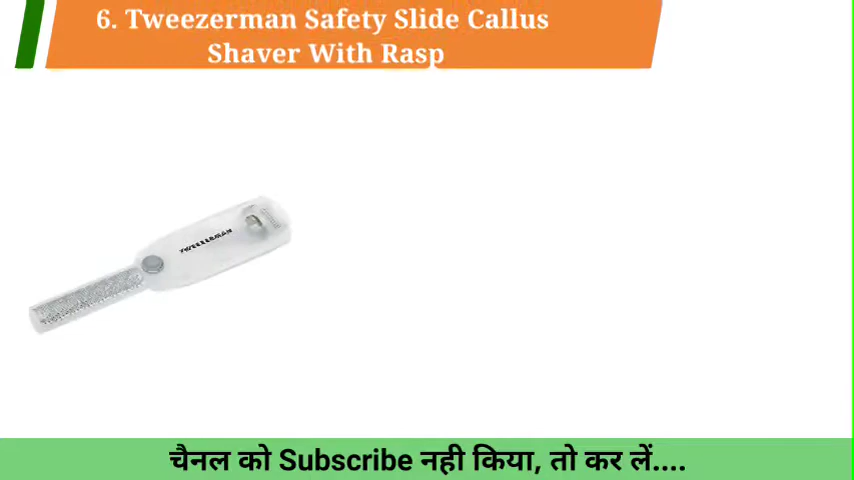 6. Tweezerman Safety Slide Callus
Shaver With Rasp
TWEEZERMAN
चैनल को Subscribe नही किया, तो कर लें....